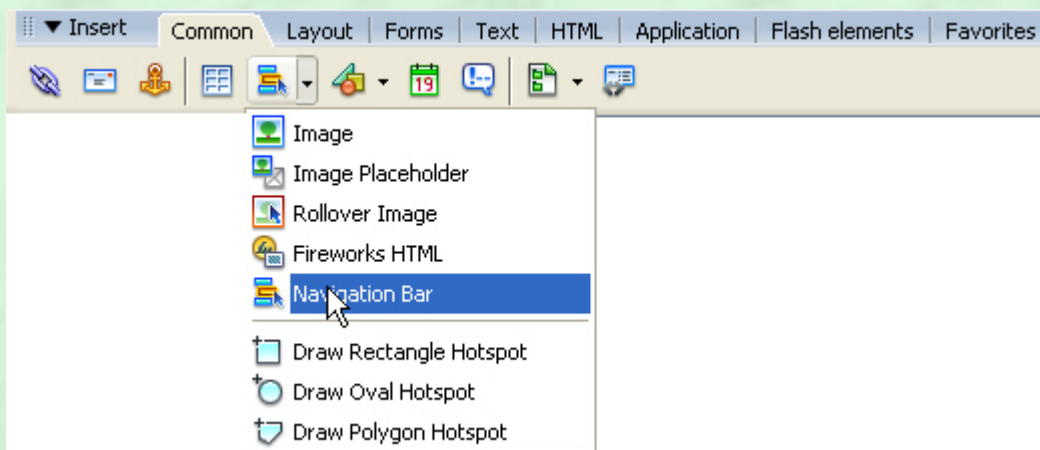 ▼ Insert Common Layout | Forms | Text | HTML | Application | Flash elements | Favorites
19
Image
Image Placeholder
Rollover Image
Fireworks HTML
Navigation Bar
Draw Rectangle Hotspot
Draw Oval Hotspot
Draw Polygon Hotspot